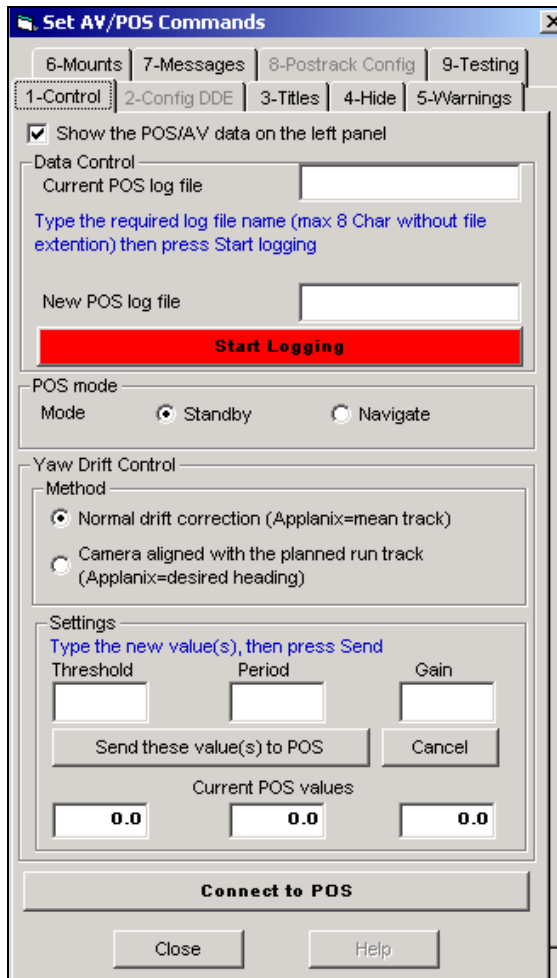 Set AV/POS Commands
6-Mounts 7-Messages 8-Postrack Config 9-Testing
1-Control 2-Config DDE 3-Titles 4-Hide 5-Warnings
Show the POS/AV data on the left panel
Data Control
Current POS log file
Type the required log file name (max 8 Char without file
extention) then press Start logging
New POS log file
Start Logging
POS mode
Mode Standby Navigate
Yaw Drift Control
Method
Normal drift correction (Applanix=mean track)
Camera aligned with the planned run track
(Applanix=desired heading)
Settings
Type the new value(s), then press Send
Threshold Period Gain
Send these value(s) to POS Cancel
Current POS values
0.0 0.0 0.0
Connect to POS
Close Help